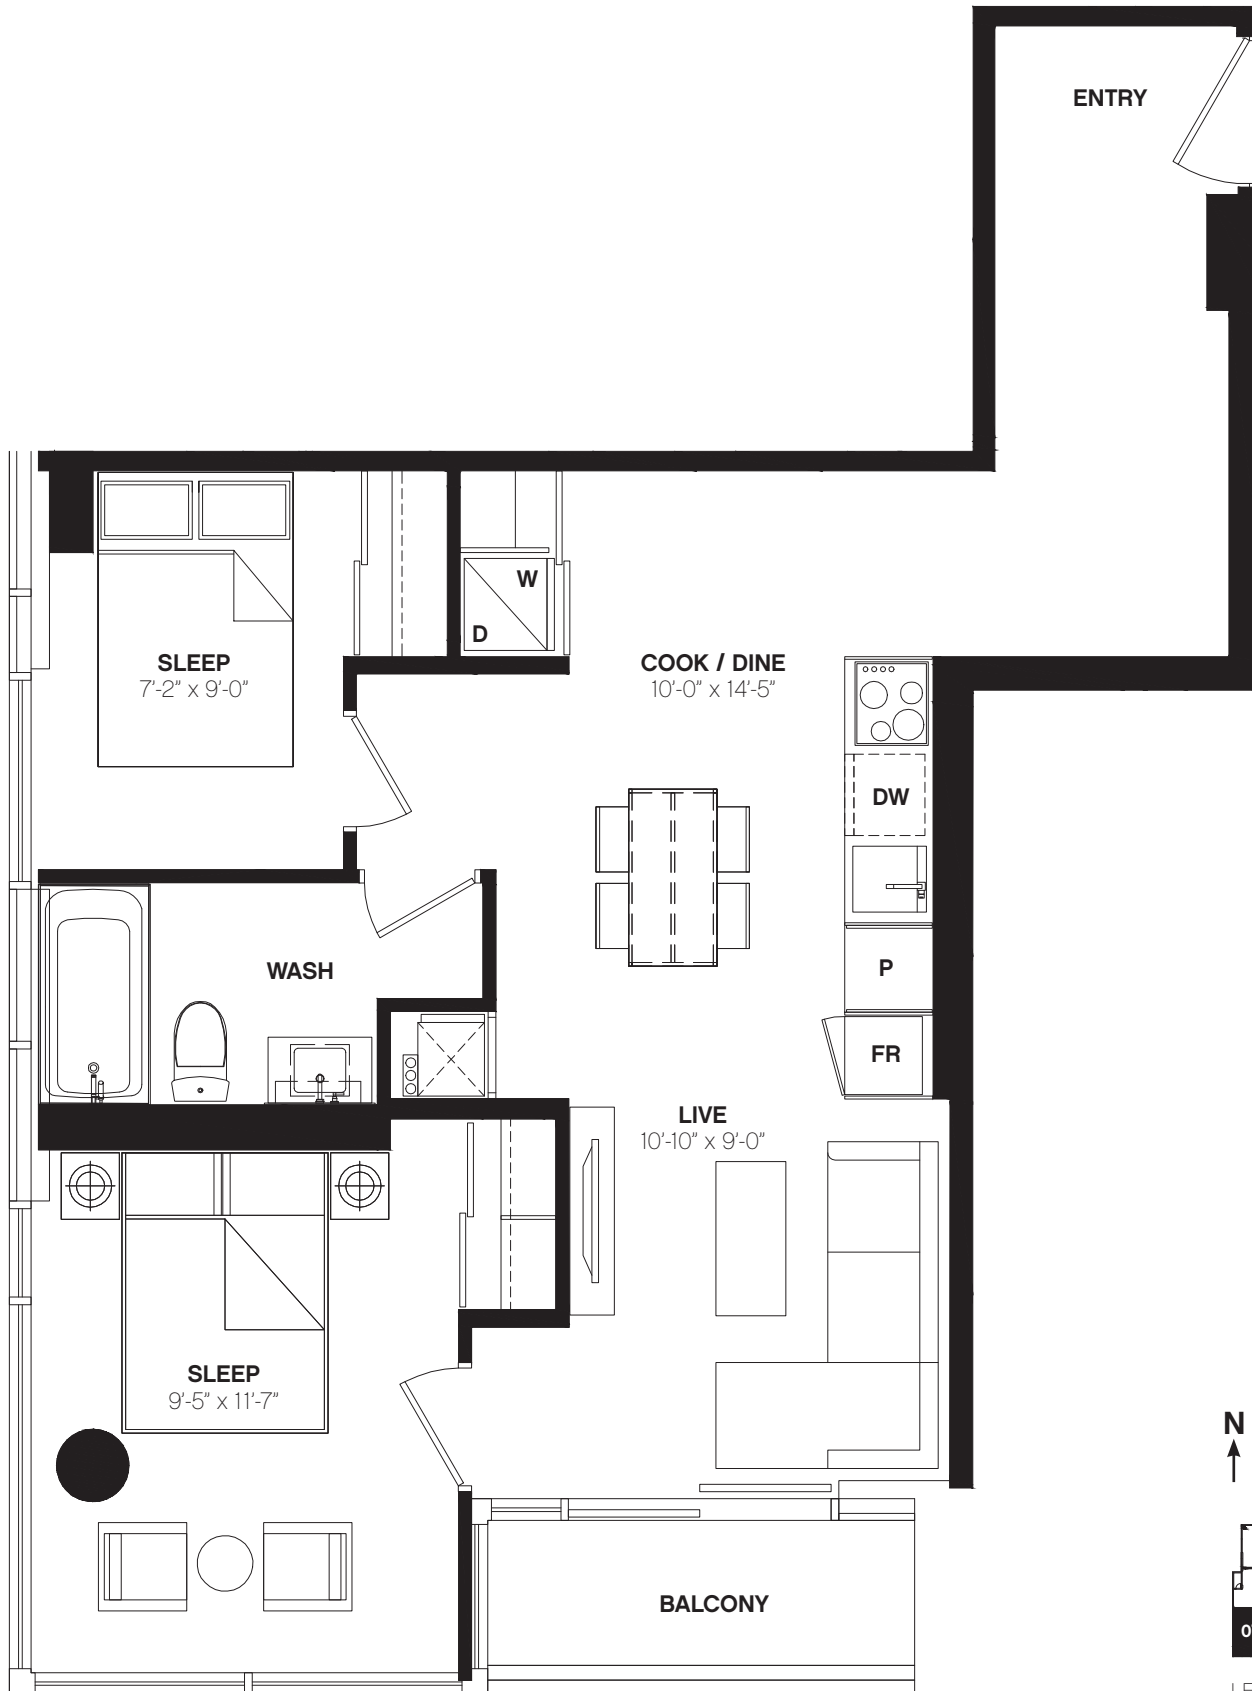 ENTRY
W
D
SLEEP
7'-2" x 9'-0"
COOK / DINE
10'-0" x 14'-5"
DW
WASH
P
FR
LIVE
10'-10" x 9'-0"
SLEEP
9'-5" x 11'-7"
N
BALCONY